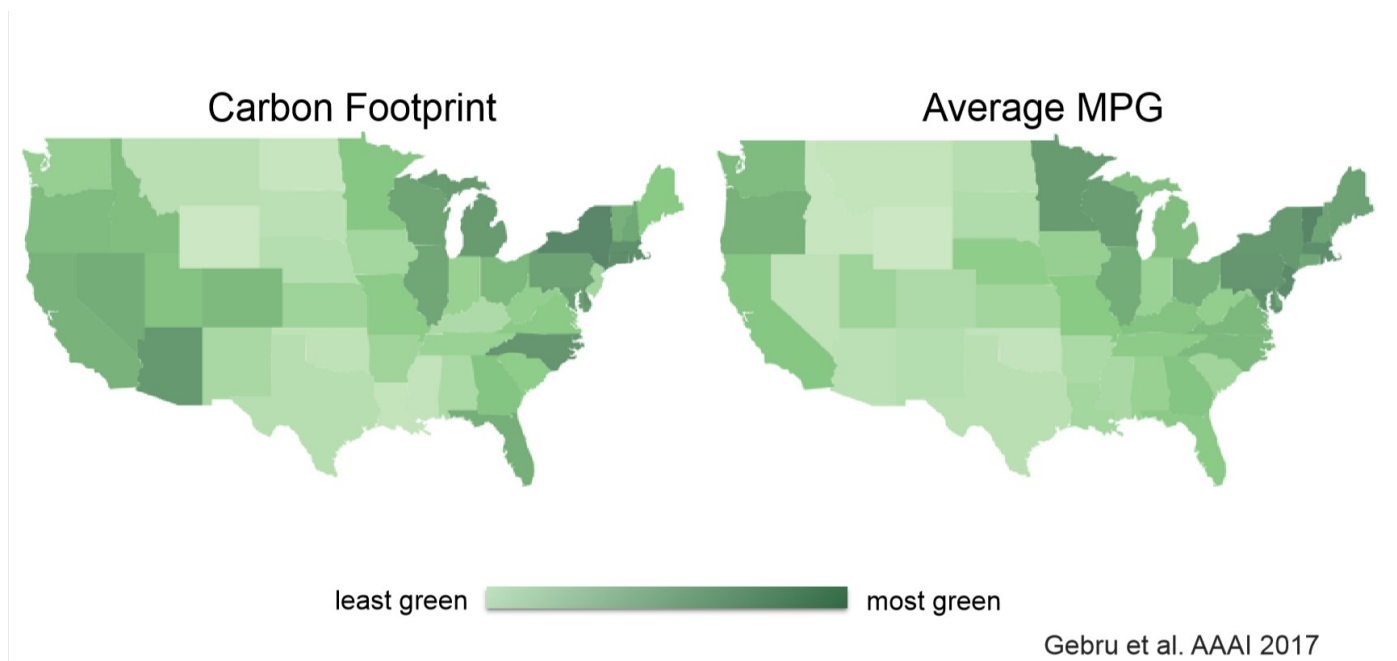 Carbon Footprint
Average MPG
least green
most green
Gebru et al. AAAI 2017